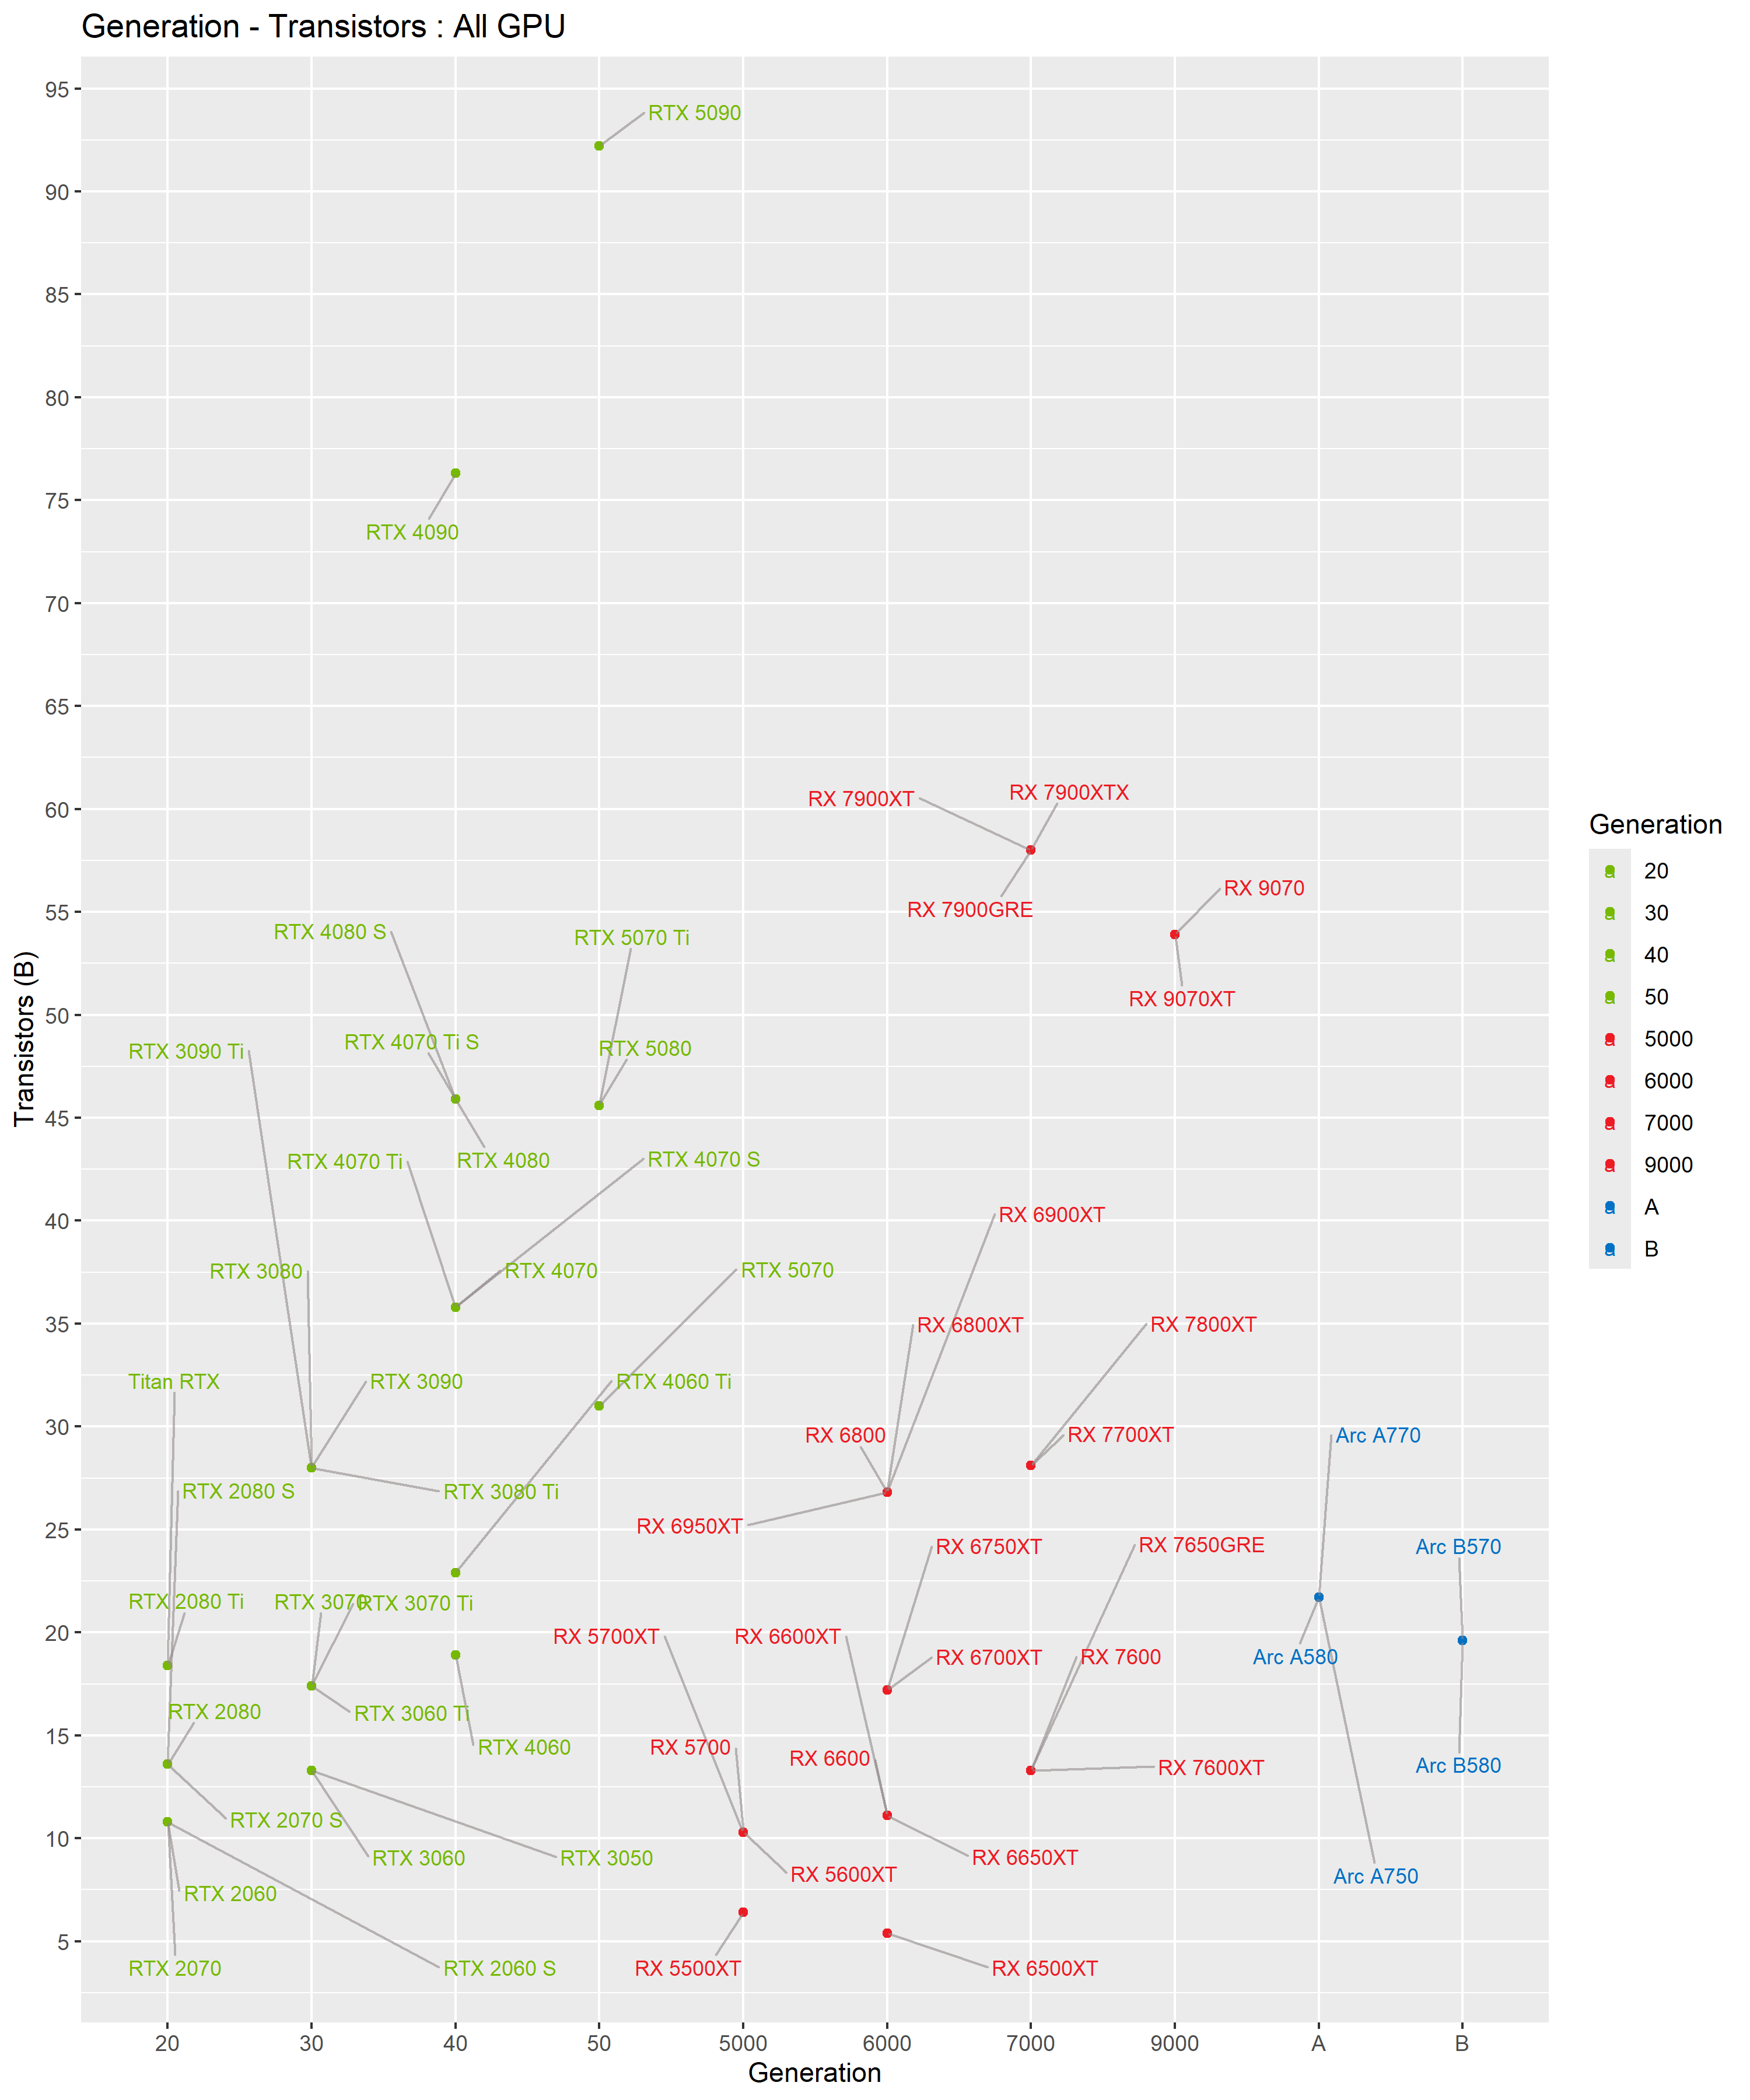 Generation - Transistors : All GPU
95
90
85
80
75
70
65
60
55
50
45
40
35
30
25
20
15
10
5
Transistors (B)
RTX 5090
RTX 4090
RX 7900XT
RX 7900XTX
RX 7900GRE
RX 9070
RX 9070XT
RTX 4080 S
RTX 5070 Ti
RTX 4070 Ti S
RTX 5080
RTX 3090 Ti
RTX 4070 Ti
RTX 4080
RTX 4070 S
RX 6900XT
RTX 3080
RTX 4070
RTX 5070
RX 6800XT
RX 7800XT
Titan RTX
RTX 3090
RTX 4060 Ti
RX 6800
RX 7700XT
Arc A770
RTX 2080 S
RTX 3080 Ti
RX 6950XT
RX 6750XT
RX 7650GRE
Arc B570
RTX 2080 Ti
RTX 3070
RTX 3070 Ti
RX 5700XT
RX 6600XT
RX 6700XT
RX 7600
Arc A580
RTX 2080
RTX 3060 Ti
RTX 4060
RX 5700
RX 6600
RX 7600XT
Arc B580
RTX 2070 S
RTX 3060
RTX 3050
RX 5600XT
RX 6650XT
Arc A750
RTX 2060
RTX 2070
RTX 2060 S
RX 5500XT
RX 6500XT
20
30
40
50
5000
6000
7000
9000
A
B
Generation
Generation
a 20
a 30
a 40
a 50
a 5000
a 6000
a 7000
a 9000
a A
a B